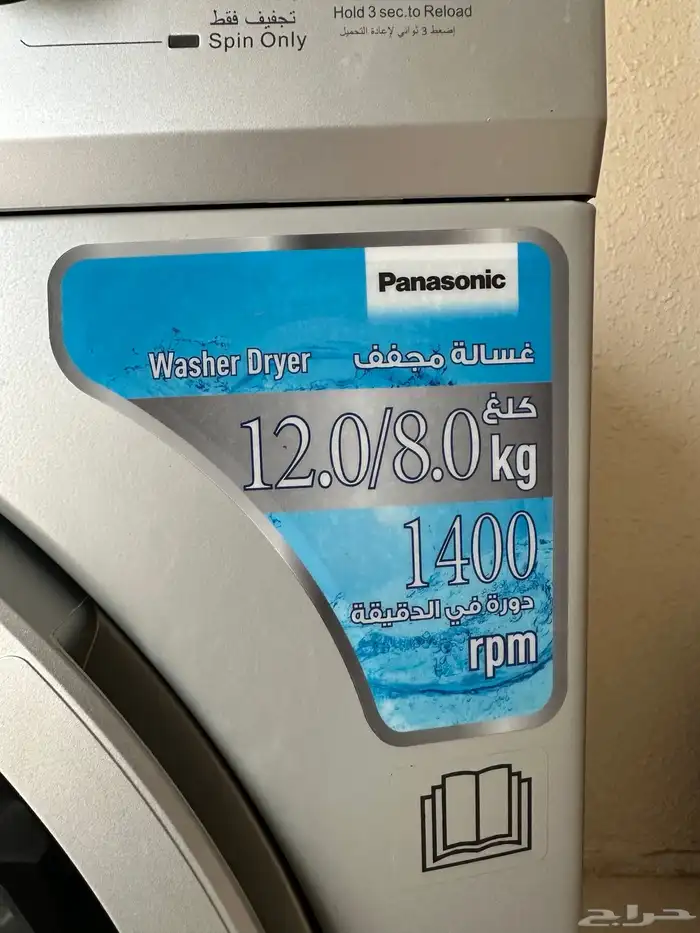 تجفيف فقط
Spin Only
Hold 3 sec.to Reload
إضغط 3 ثواني لإعادة التحميل
Panasonic
Washer Dryer غسالة مجفف
كلغ
12.0/8.0 kg
1400
دورة في الدقيقة
rpm
حراج